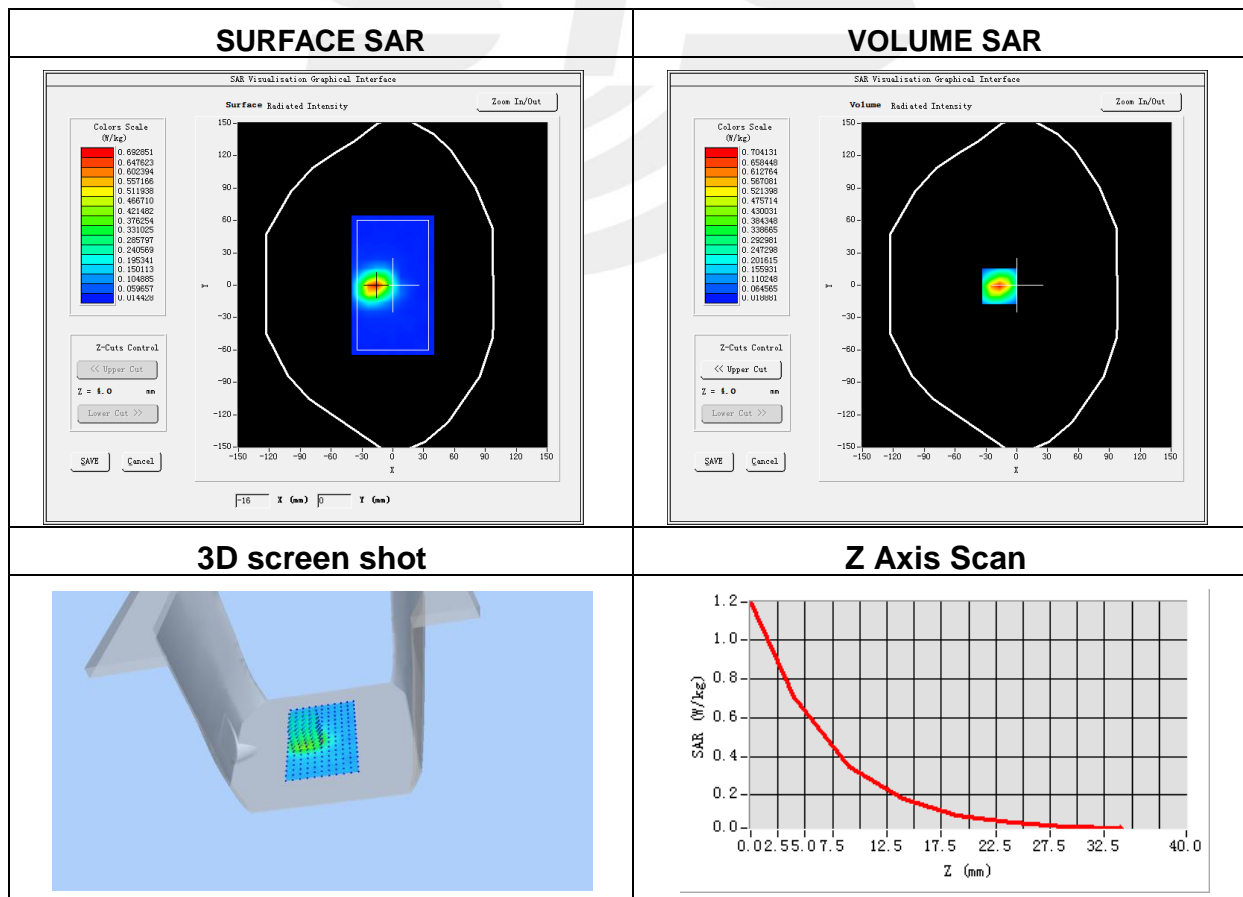 SURFACE SAR
VOLUME SAR
SAR Visualisation Graphical Interface
Surface Radiated Intensity
Zoom In/Out
Colors Scale
(W/kg)
0.692851
0.647623
0.602394
0.557166
0.511938
0.466710
0.421482
0.376254
0.331025
0.285797
0.240569
0.195341
0.150113
0.104885
0.059657
0.014428
Z-Cuts Control
<< Upper Cut
Z = 4.0 mm
Lower Cut >>
SAVE
Cancel
150
120
90
60
30
0
-30
-60
-90
-120
-150
Y
-150 -120 -90 -60 -30 0 30 60 90 120 150
X
-16 X (mm) 0 Y (mm)
SAR Visualisation Graphical Interface
Volume Radiated Intensity
Zoom In/Out
Colors Scale
(W/kg)
0.704131
0.658448
0.612764
0.567081
0.521398
0.475714
0.430031
0.384348
0.338665
0.292981
0.247298
0.201615
0.155931
0.110248
0.064565
0.018881
Z-Cuts Control
<< Upper Cut
Z = 4.0 mm
Lower Cut >>
SAVE
Cancel
150
120
90
60
30
0
-30
-60
-90
-120
-150
Y
-150 -120 -90 -60 -30 0 30 60 90 120 150
X
3D screen shot
Z Axis Scan
1.2
1.0
0.8
0.6
0.4
0.2
0.0
SAR (W/kg)
0.0 2.5 5.0 7.5 12.5 17.5 22.5 27.5 32.5 40.0
Z (mm)